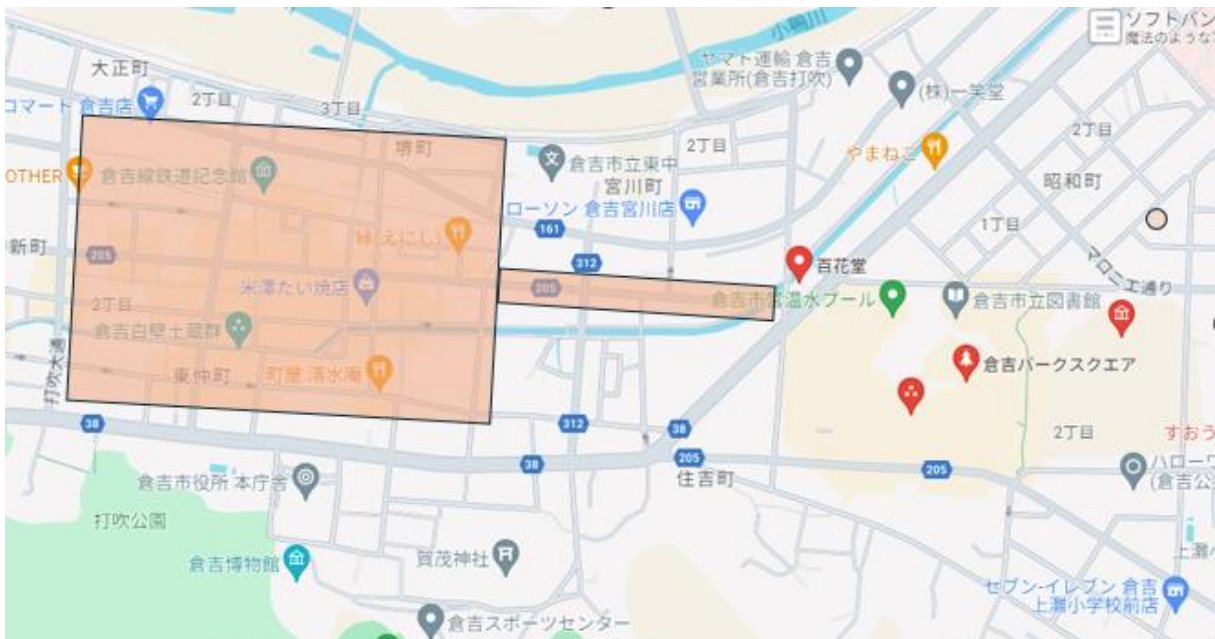 小鴨川
ソフトバン
魔法のような
大正町
ヤマト運輸 倉吉
営業所(倉吉打吹)
2丁目
コマート 倉吉店
3丁目
(株)一笑堂
2丁目
堺町
2丁目
やまねこ
倉吉市立東中
OTHER
倉吉線鉄道記念館
宮川町
昭和町
ローソン 倉吉宮川店
161
1丁目
縁(えにし)
新町
205
312
百花堂
マロニエ通り
米澤たい焼店
205
倉吉市営温水プール
倉吉市立図書館
2丁目
倉吉白壁土蔵群
倉吉パークスクエア
打吹大通
東仲町
町屋 清水庵
38
312
38
2丁目
すおう
205
38
205
ハローワ
(倉吉公
倉吉市役所 本庁舎
住吉町
打吹公園
上灘小
倉吉博物館
賀茂神社
セブン-イレブン 倉吉
上灘小学校前店
倉吉スポーツセンター